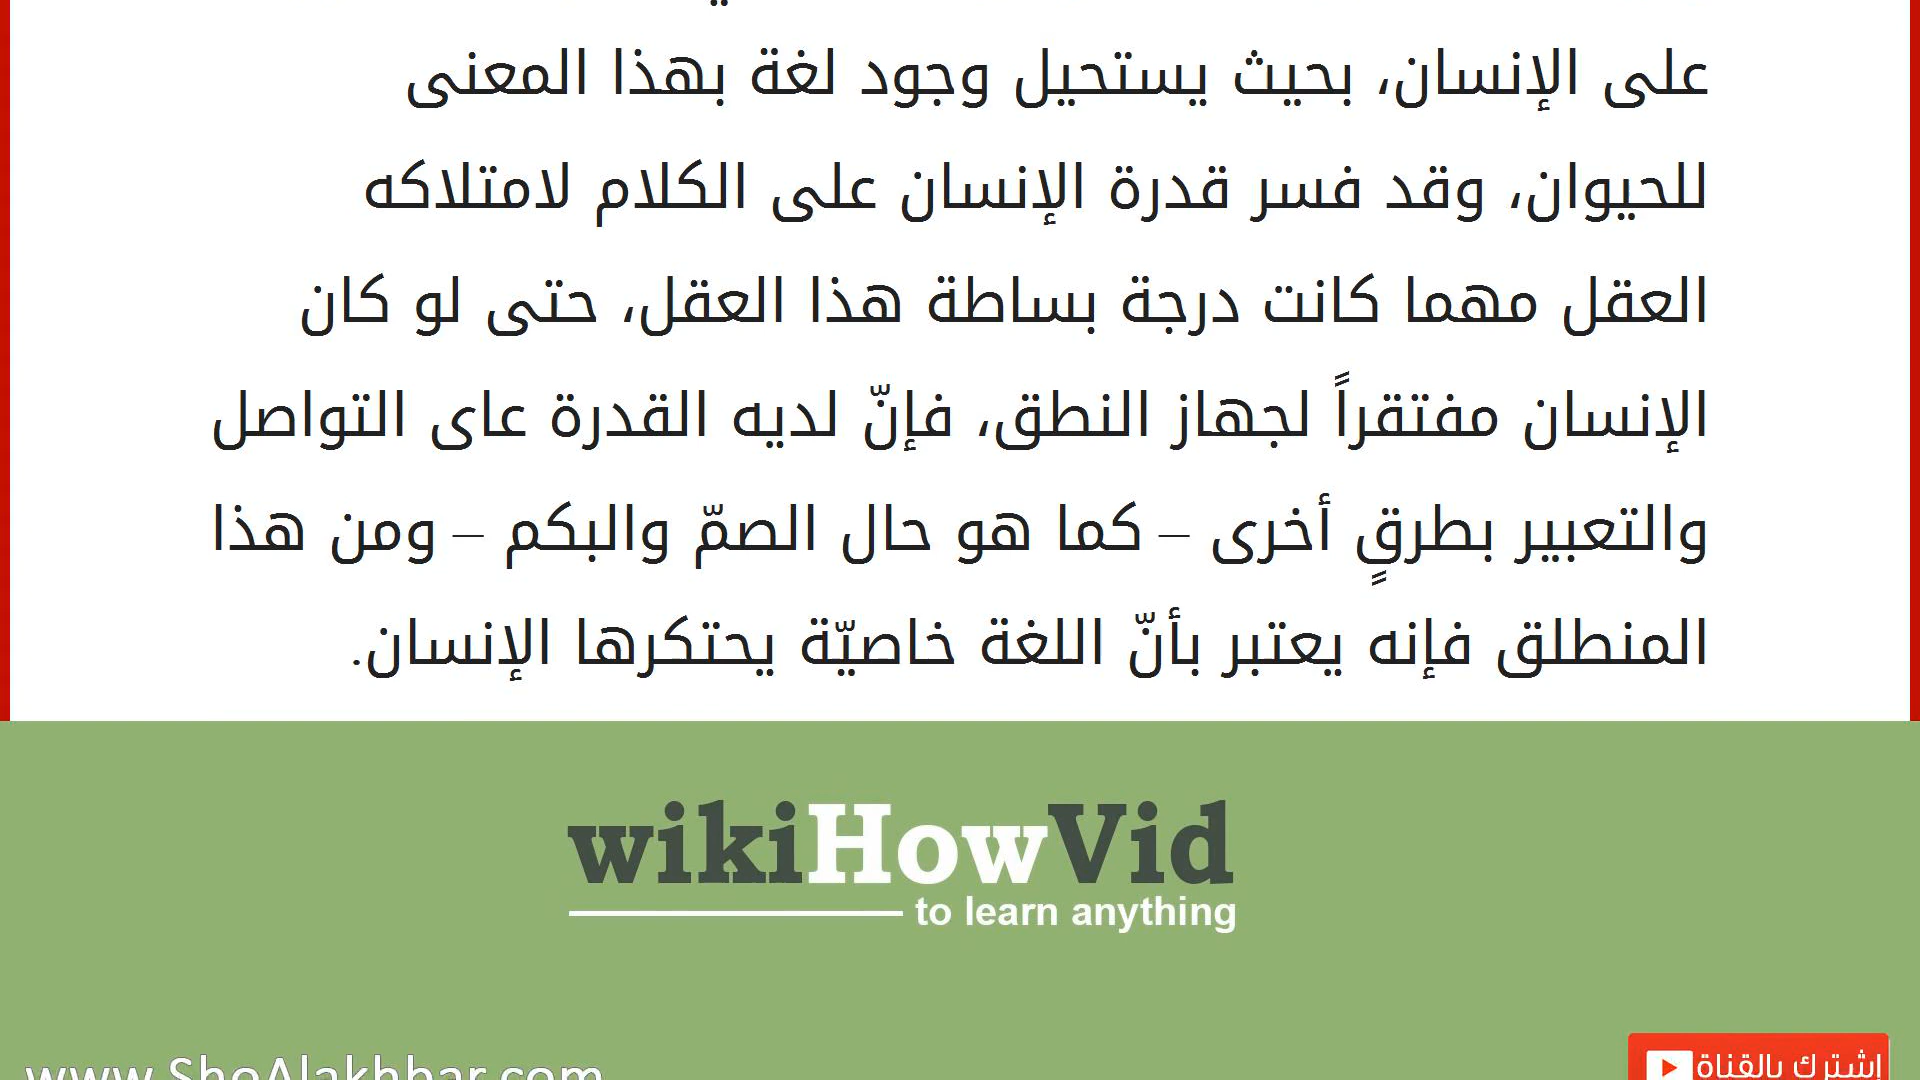 على الإنسان، بحيث يستحيل وجود لغة بهذا المعنى
للحيوان، وقد فسر قدرة الإنسان على الكلام لامتلاكه
العقل مهما كانت درجة بساطة هذا العقل، حتى لو كان
الإنسان مفتقراً لجهاز النطق، فإنّ لديه القدرة عاى التواصل
والتعبير بطرقٍ أخرى – كما هو حال الصمّ والبكم – ومن هذا
المنطلق فإنه يعتبر بأنّ اللغة خاصيّة يحتكرها الإنسان.
wikiHowVid
to learn anything
www.ShoAlakhbar.com
إشترك بالقناة